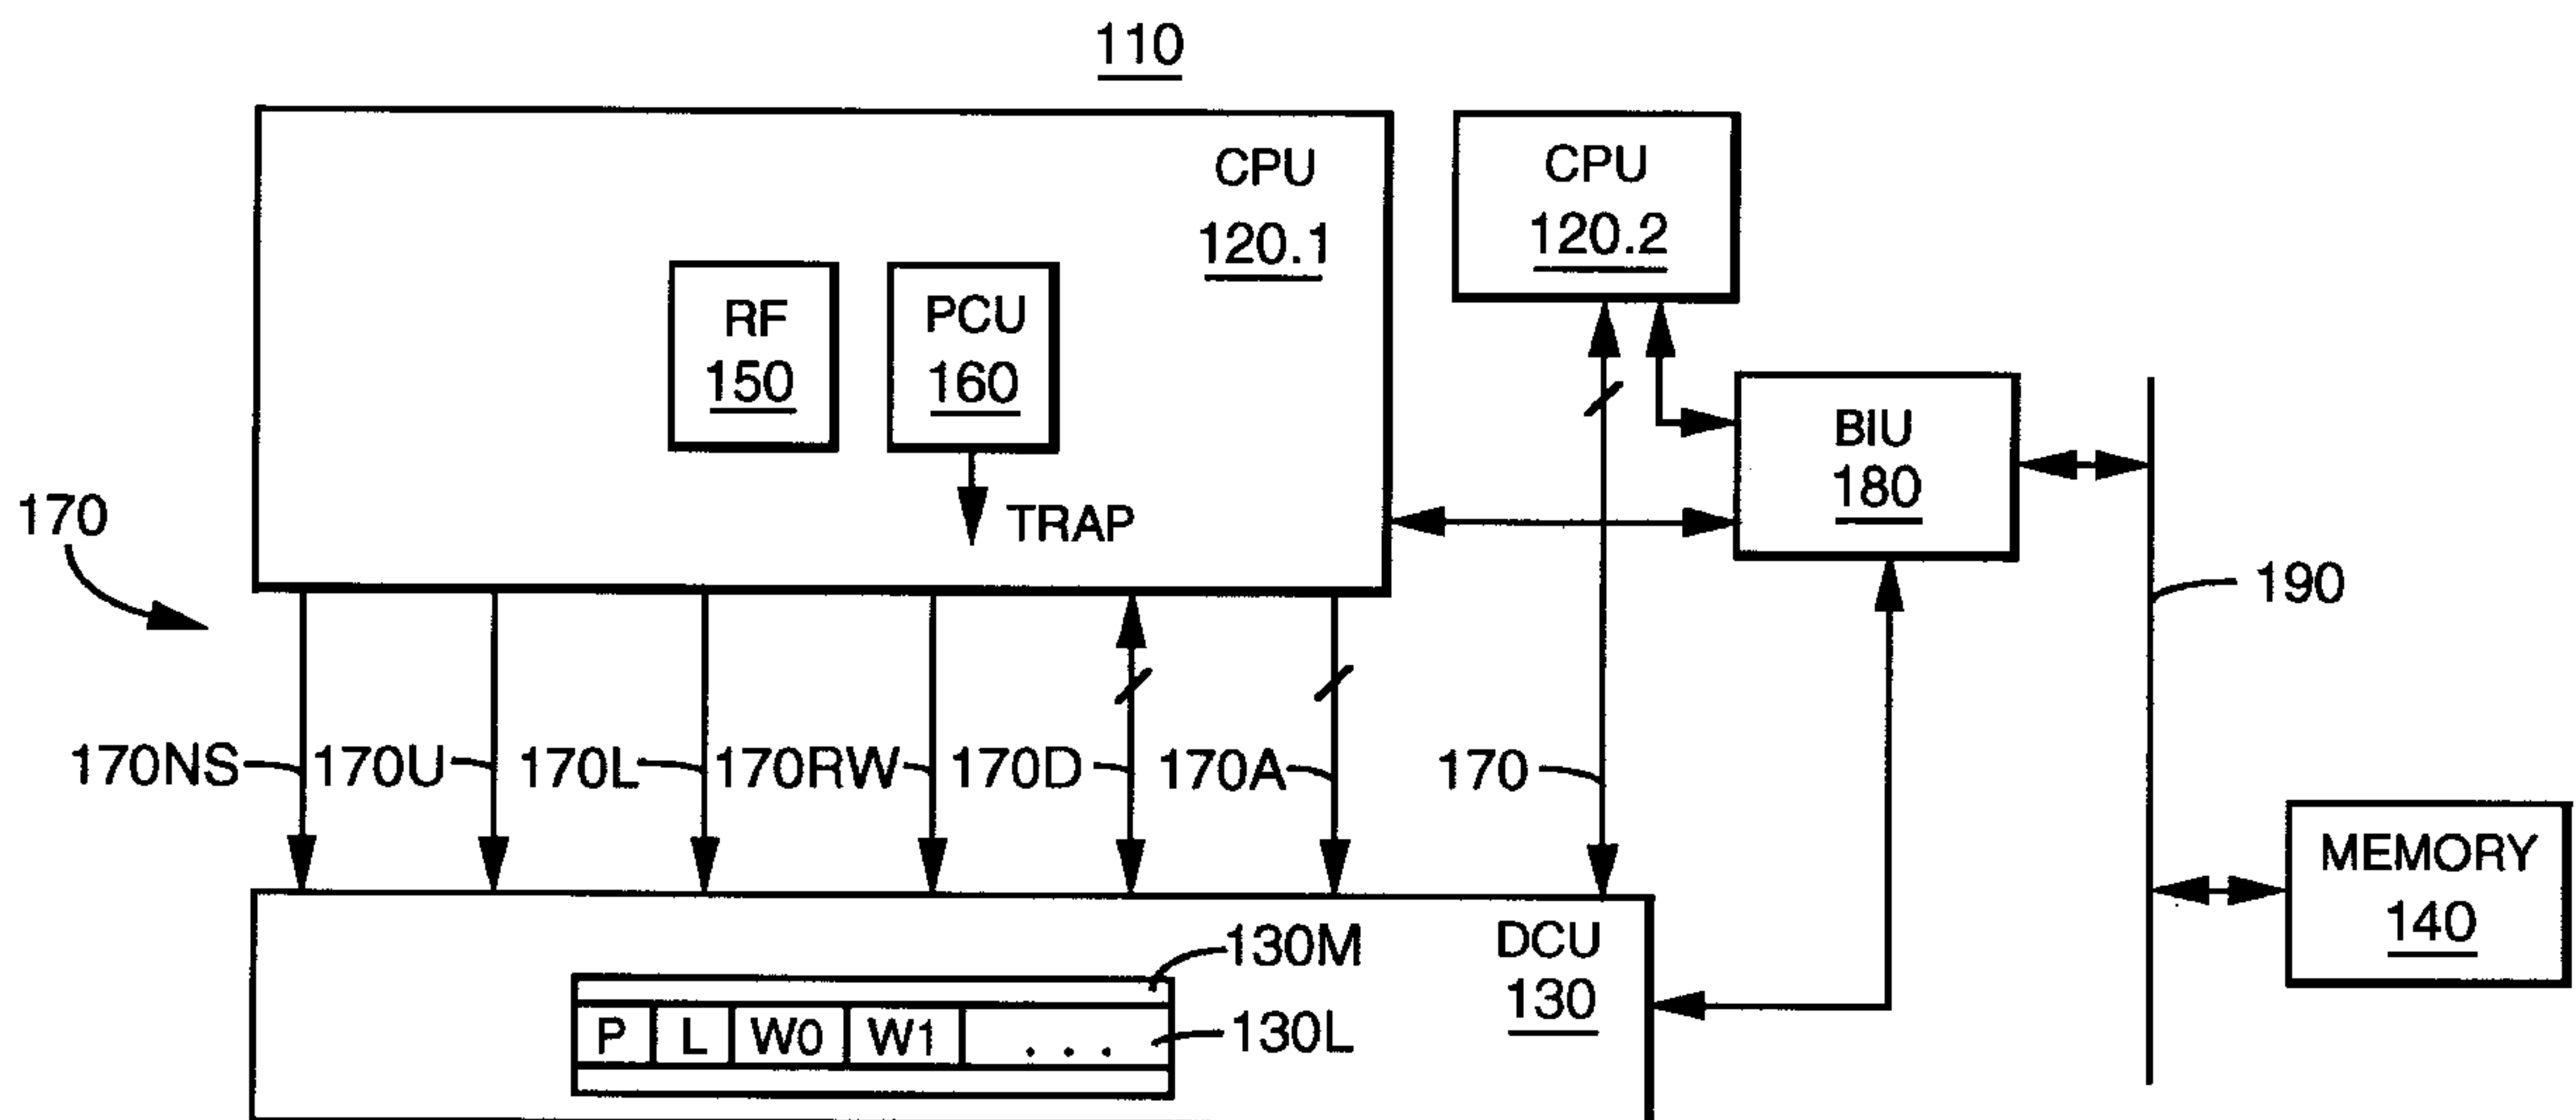 110
CPU
120.1
RF
150
PCU
160
TRAP
CPU
120.2
BIU
180
170
190
170NS
170U
170L
170RW
170D
170A
170
MEMORY
140
DCU
130
130M
P L W0 W1 . . .
130L